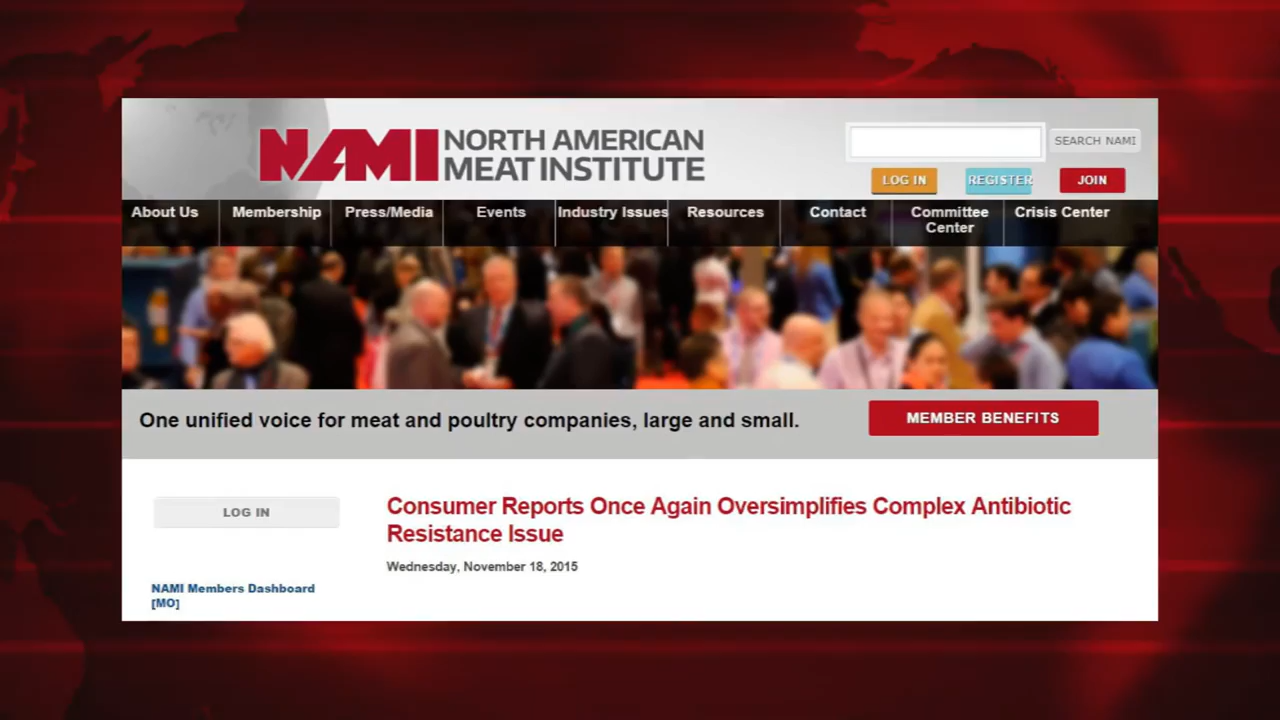 NAMI NORTH AMERICAN
MEAT INSTITUTE
SEARCH NAMI
LOG IN REGISTER JOIN
About Us Membership Press/Media Events Industry Issues Resources Contact Committee Center Crisis Center
One unified voice for meat and poultry companies, large and small.
MEMBER BENEFITS
LOG IN
NAMI Members Dashboard
[MO]
Consumer Reports Once Again Oversimplifies Complex Antibiotic
Resistance Issue
Wednesday, November 18, 2015